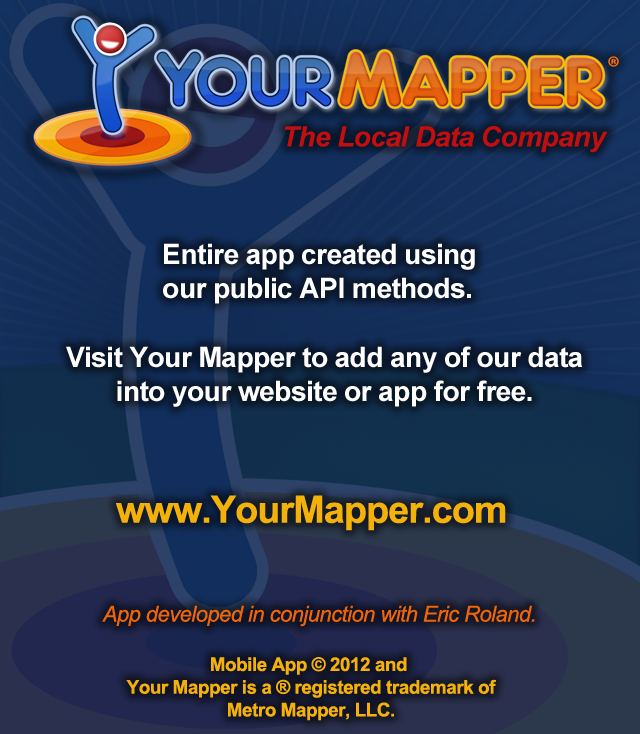 YOURMAPPER®
The Local Data Company
Entire app created using
our public API methods.
Visit Your Mapper to add any of our data
into your website or app for free.
www.YourMapper.com
App developed in conjunction with Eric Roland.
Mobile App © 2012 and
Your Mapper is a ® registered trademark of
Metro Mapper, LLC.